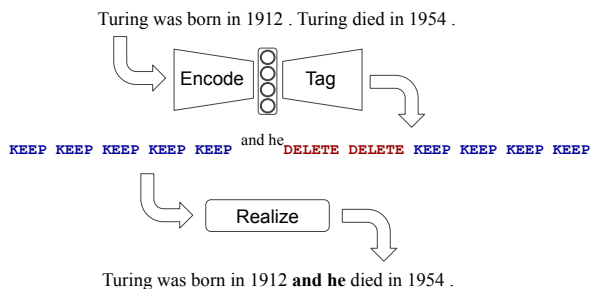 Turing was born in 1912 . Turing died in 1954 .
Encode Tag
KEEP KEEP KEEP KEEP KEEP and he DELETE DELETE KEEP KEEP KEEP KEEP
Realize
Turing was born in 1912 and he died in 1954 .